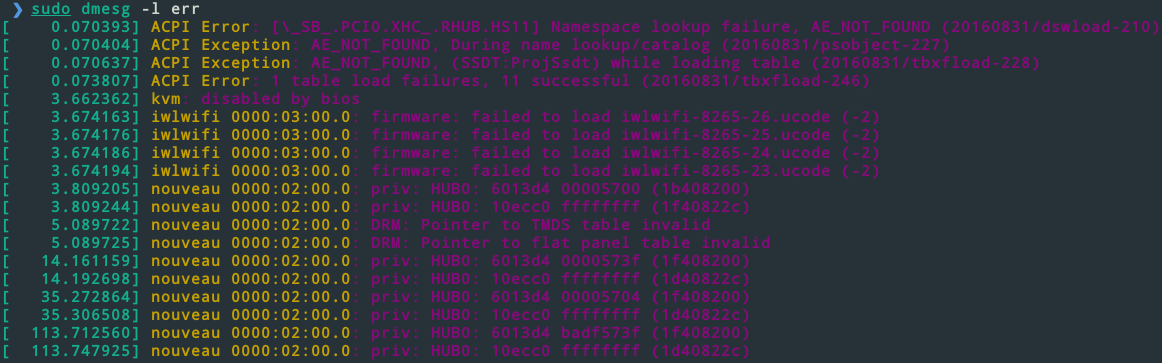 ❯ sudo dmesg -l err
[    0.070393] ACPI Error: [\_SB_.PCI0.XHC_.RHUB.HS11] Namespace lookup failure, AE_NOT_FOUND (20160831/dswload-210)
[    0.070404] ACPI Exception: AE_NOT_FOUND, During name lookup/catalog (20160831/psobject-227)
[    0.070637] ACPI Exception: AE_NOT_FOUND, (SSDT:ProjSsdt) while loading table (20160831/tbxfload-228)
[    0.073807] ACPI Error: 1 table load failures, 11 successful (20160831/tbxfload-246)
[    3.662362] kvm: disabled by bios
[    3.674163] iwlwifi 0000:03:00.0: firmware: failed to load iwlwifi-8265-26.ucode (-2)
[    3.674176] iwlwifi 0000:03:00.0: firmware: failed to load iwlwifi-8265-25.ucode (-2)
[    3.674186] iwlwifi 0000:03:00.0: firmware: failed to load iwlwifi-8265-24.ucode (-2)
[    3.674194] iwlwifi 0000:03:00.0: firmware: failed to load iwlwifi-8265-23.ucode (-2)
[    3.809205] nouveau 0000:02:00.0: priv: HUB0: 6013d4 00005700 (1b408200)
[    3.809244] nouveau 0000:02:00.0: priv: HUB0: 10ecc0 ffffffff (1f40822c)
[    5.089722] nouveau 0000:02:00.0: DRM: Pointer to TMDS table invalid
[    5.089725] nouveau 0000:02:00.0: DRM: Pointer to flat panel table invalid
[   14.161159] nouveau 0000:02:00.0: priv: HUB0: 6013d4 0000573f (1f408200)
[   14.192698] nouveau 0000:02:00.0: priv: HUB0: 10ecc0 ffffffff (1d40822c)
[   35.272864] nouveau 0000:02:00.0: priv: HUB0: 6013d4 00005704 (1f408200)
[   35.306508] nouveau 0000:02:00.0: priv: HUB0: 10ecc0 ffffffff (1d40822c)
[  113.712560] nouveau 0000:02:00.0: priv: HUB0: 6013d4 badf573f (1f408200)
[  113.747925] nouveau 0000:02:00.0: priv: HUB0: 10ecc0 ffffffff (1d40822c)